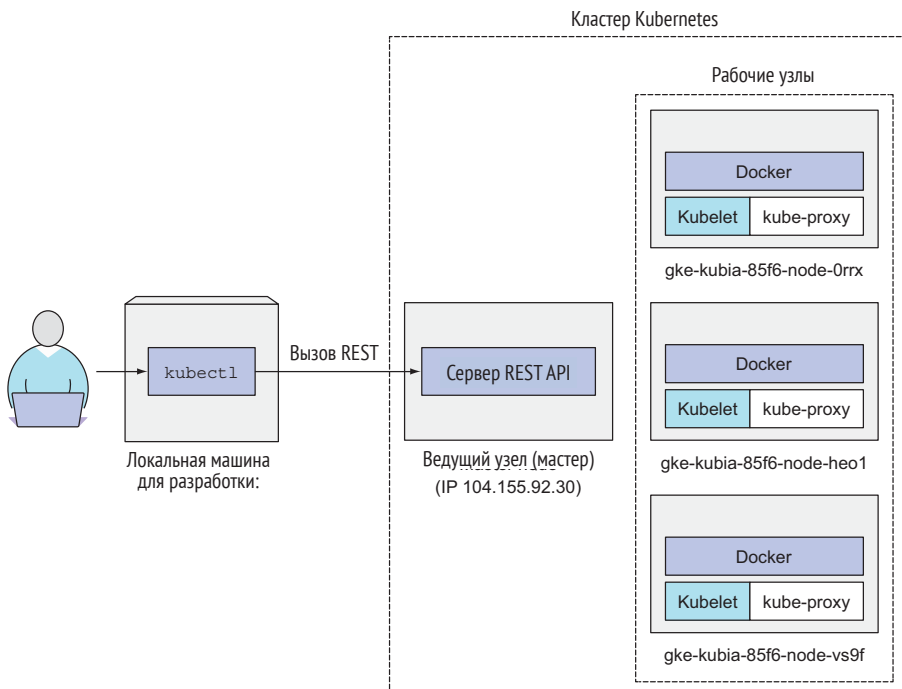 Кластер Kubernetes
Рабочие узлы
Docker
Kubelet
kube-proxy
gke-kubia-85f6-node-0rrx
kubectl
Вызов REST
Сервер REST API
Docker
Kubelet
kube-proxy
gke-kubia-85f6-node-heo1
Локальная машина
для разработки:
Ведущий узел (мастер)
(IP 104.155.92.30)
Docker
Kubelet
kube-proxy
gke-kubia-85f6-node-vs9f